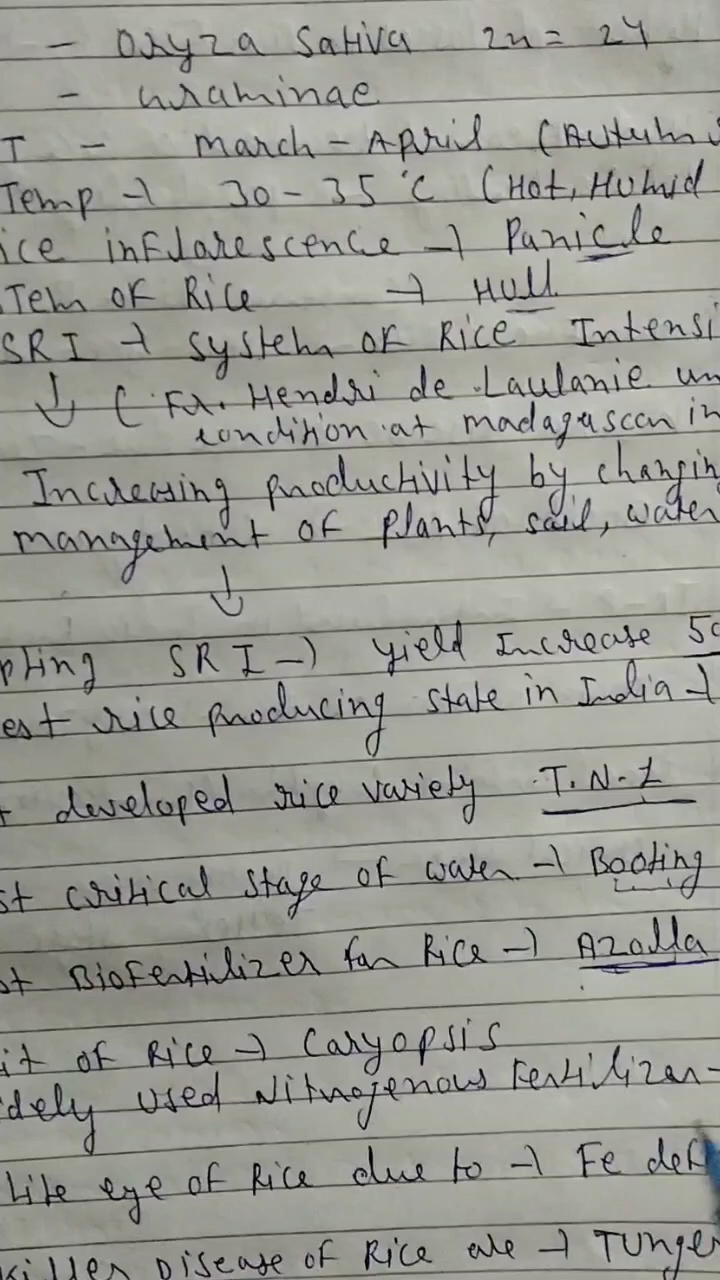 - Oryza Sativa 2n = 24
- Graminae
T - March - April (Autum
Temp → 30 - 35 °C (Hot, Humid
ice inflorescence → Panicle
Tem of Rice → Hull
SRI → system of Rice Intensi
↓ ( Fr. Hendri de Laulanie un
condition at madagascar in
Increasing productivity by changin
management of plants, soil, water
↓
pting SRI → yield Increase 50
est rice producing state in India →
t developed rice variety T.N-1
st critical stage of water → Booting
st Biofertilizer for Rice → Azolla
it of Rice → Caryopsis
dely used Nitrogenous Fertilizer -
eye of Rice due to → Fe def
killer Disease of Rice are → Tunger